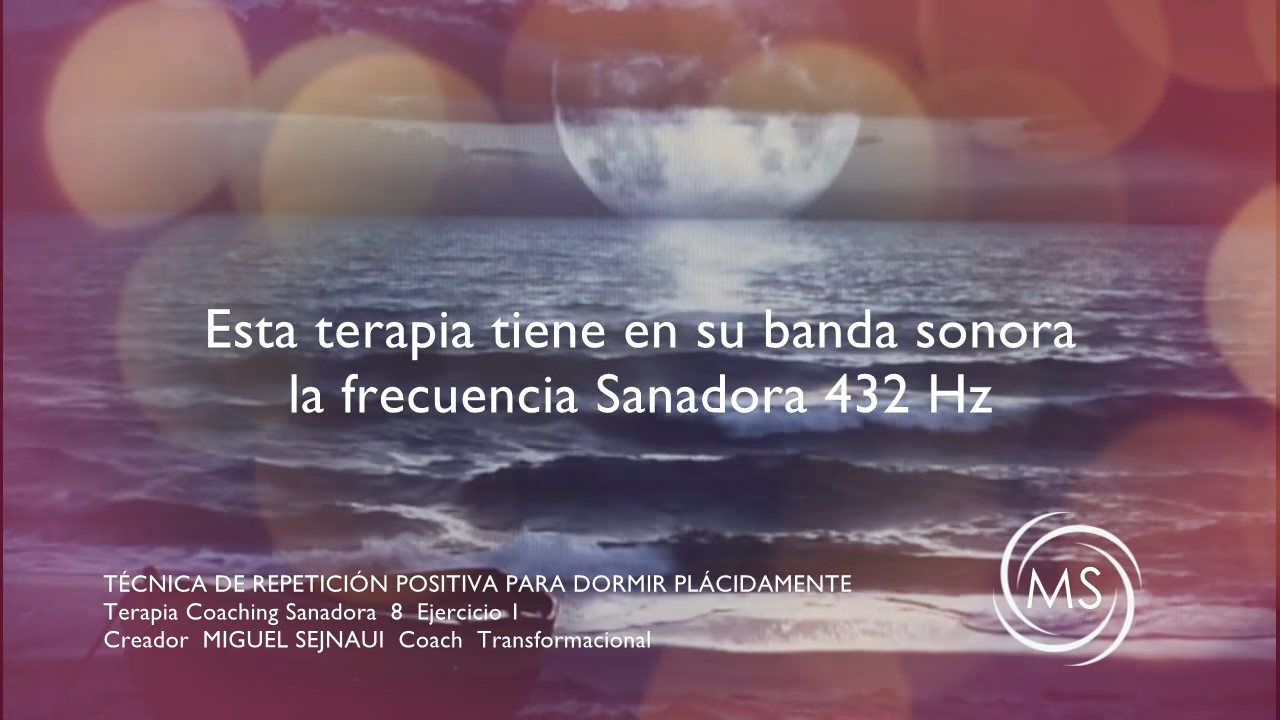 Esta terapia tiene en su banda sonora
la frecuencia Sanadora 432 Hz
TÉCNICA DE REPETICIÓN POSITIVA PARA DORMIR PLÁCIDAMENTE
Terapia Coaching Sanadora 8 Ejercicio 1
Creador MIGUEL SEJNAUI Coach Transformacional
MS